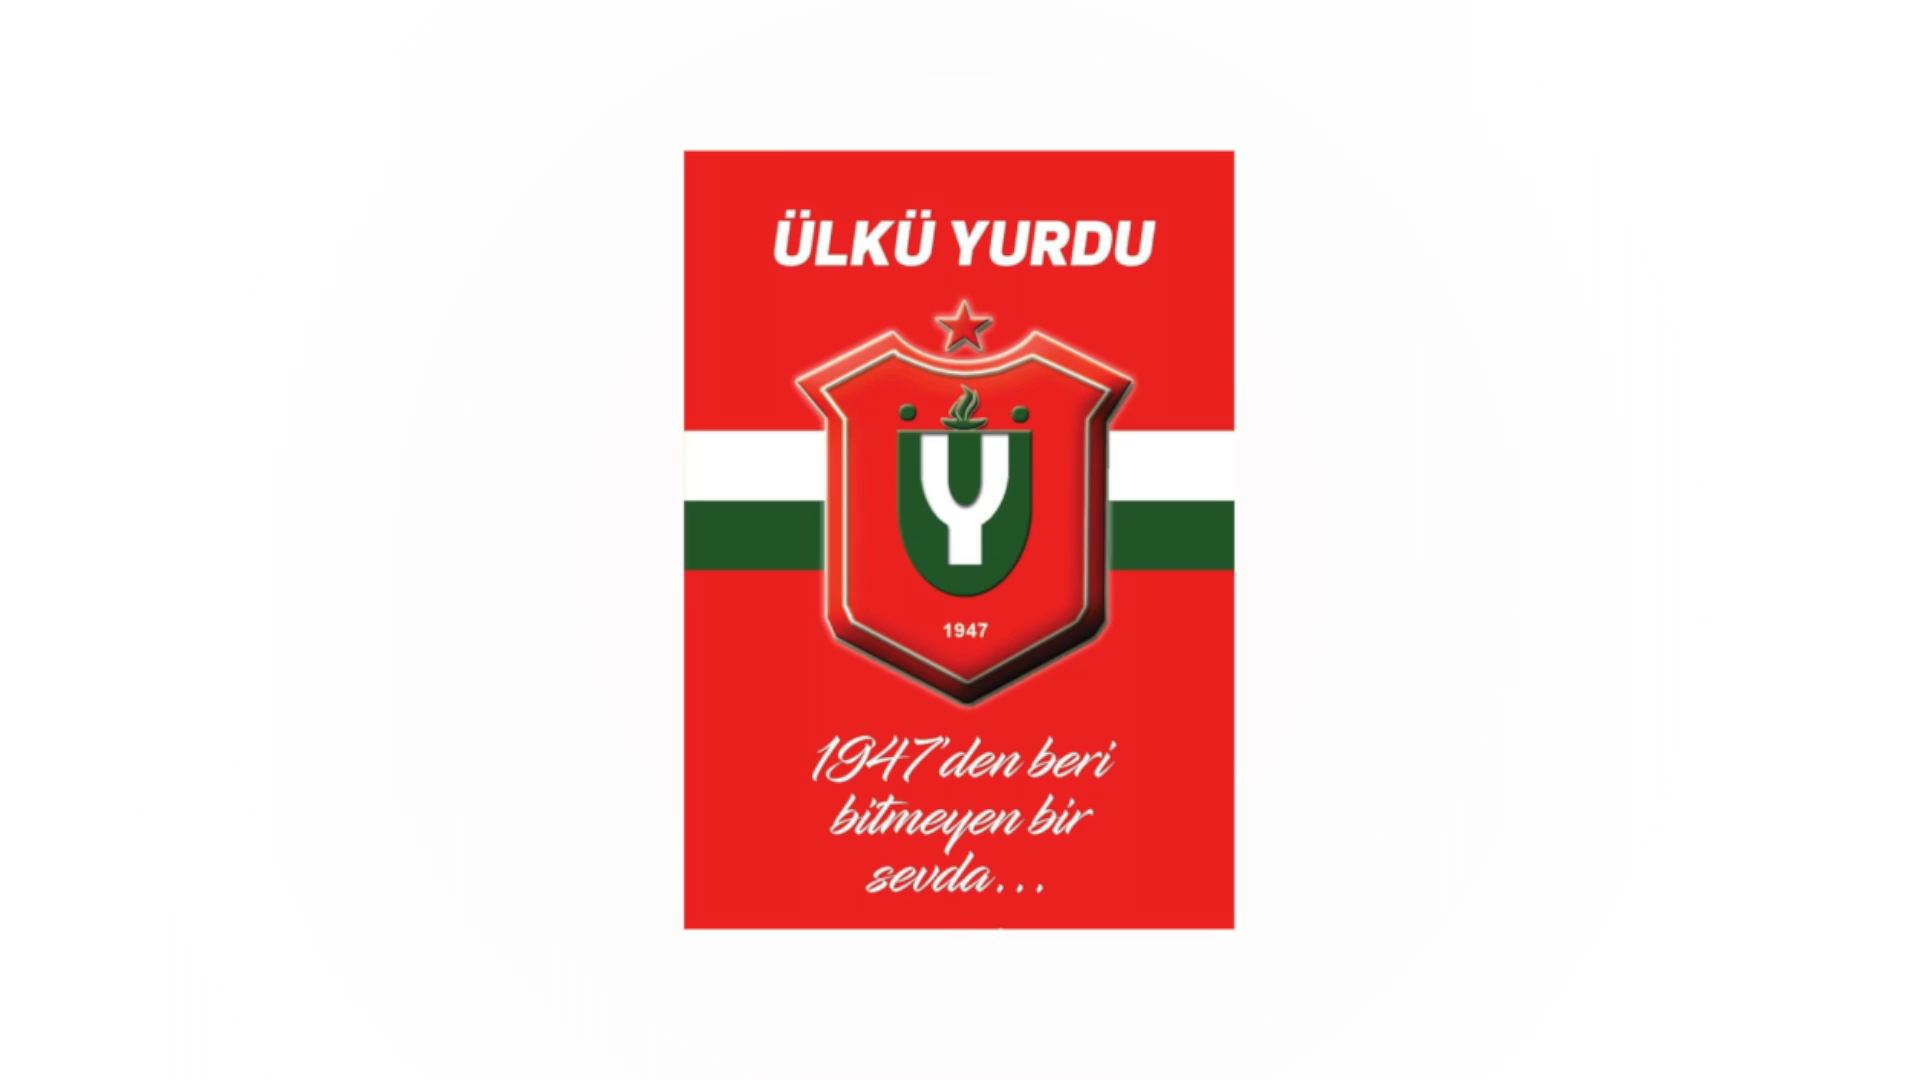 ÜLKÜ YURDU
Y
1947
1947'den beri
bitmeyen bir
sevda...